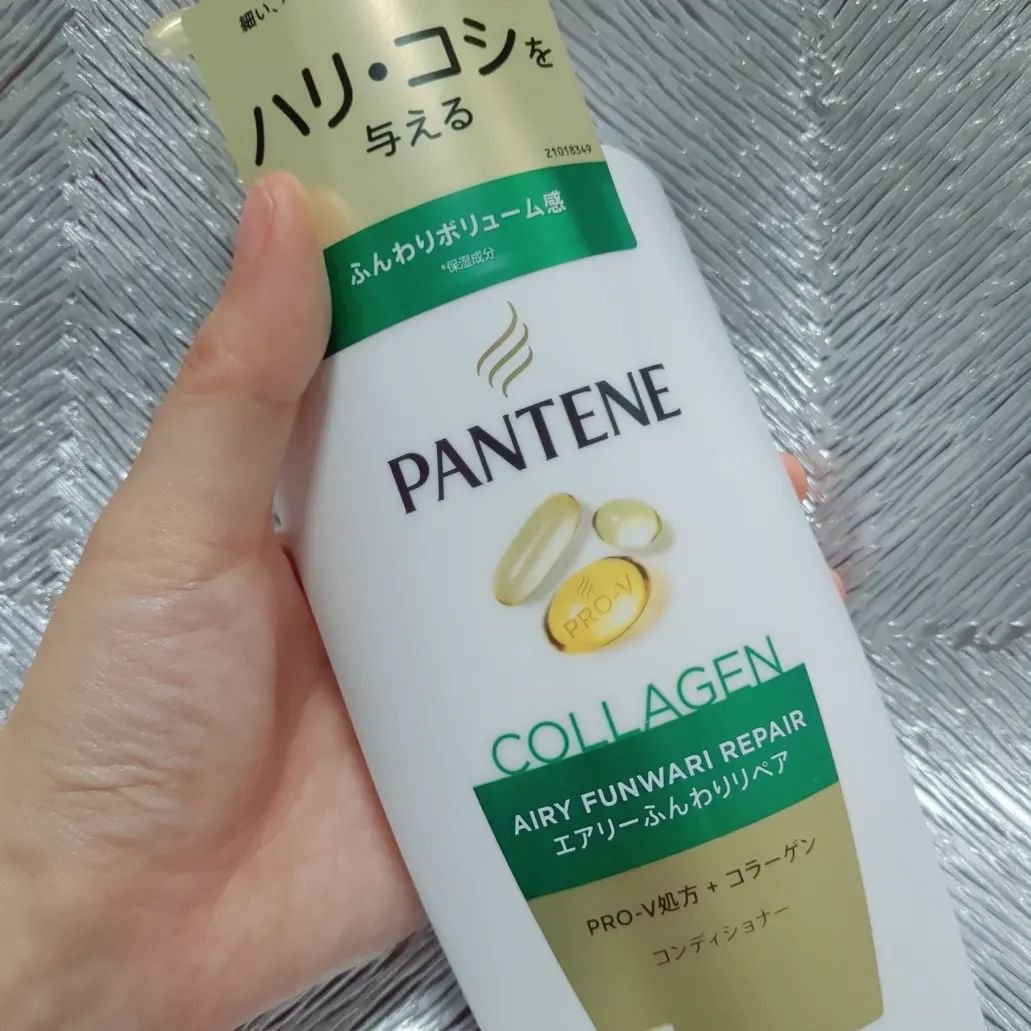 細い、
ハリ・コシを
与える
21018349
ふんわりボリューム感
*保湿成分
PANTENE
PRO-V
COLLAGEN
AIRY FUNWARI REPAIR
エアリーふんわりリペア
PRO-V処方 + コラーゲン
コンディショナー